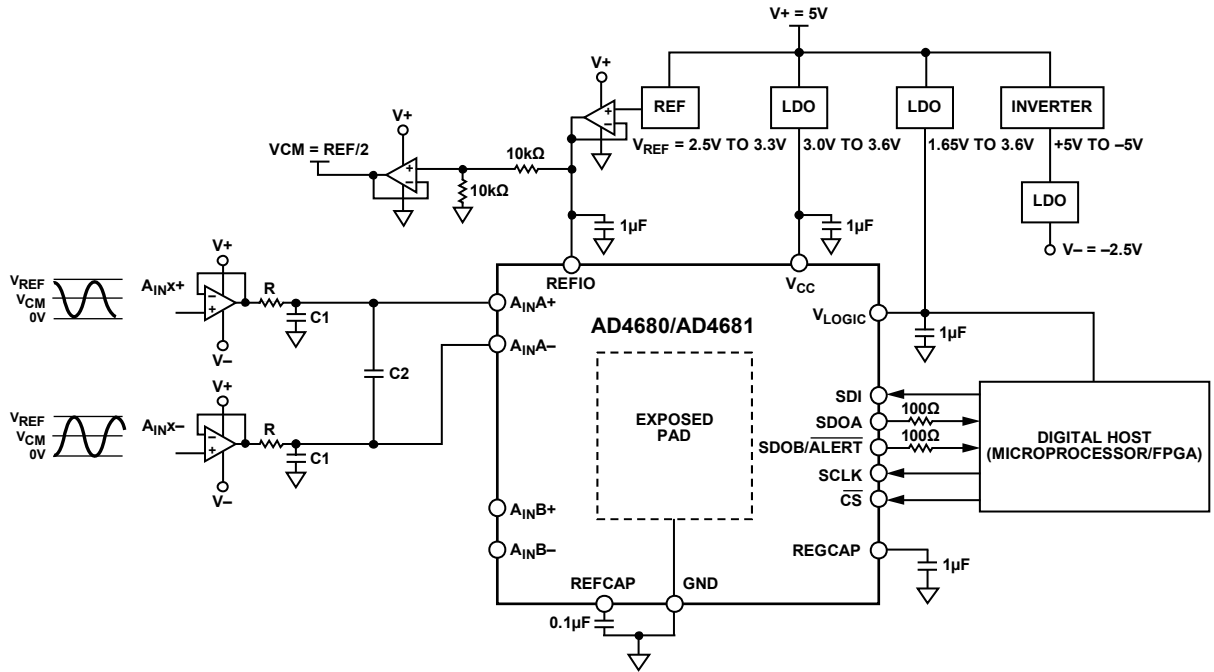 V+ = 5V
V+
REF
LDO
LDO
INVERTER
V+
VREF = 2.5V TO 3.3V
3.0V TO 3.6V
1.65V TO 3.6V
+5V TO –5V
VCM = REF/2
10kΩ
10kΩ
LDO
1µF
1µF
V– = –2.5V
V+
REFIO
VCC
VREF
VCM
0V
AINx+
R
C1
AINA+
AD4680/AD4681
VLOGIC
1µF
V–
AINA–
C2
V+
EXPOSED
PAD
SDI
VREF
VCM
0V
AINx–
R
C1
SDOA
100Ω
SDOB/ALERT
100Ω
DIGITAL HOST
(MICROPROCESSOR/FPGA)
SCLK
CS
V–
AINB+
AINB–
REGCAP
1µF
REFCAP
GND
0.1µF